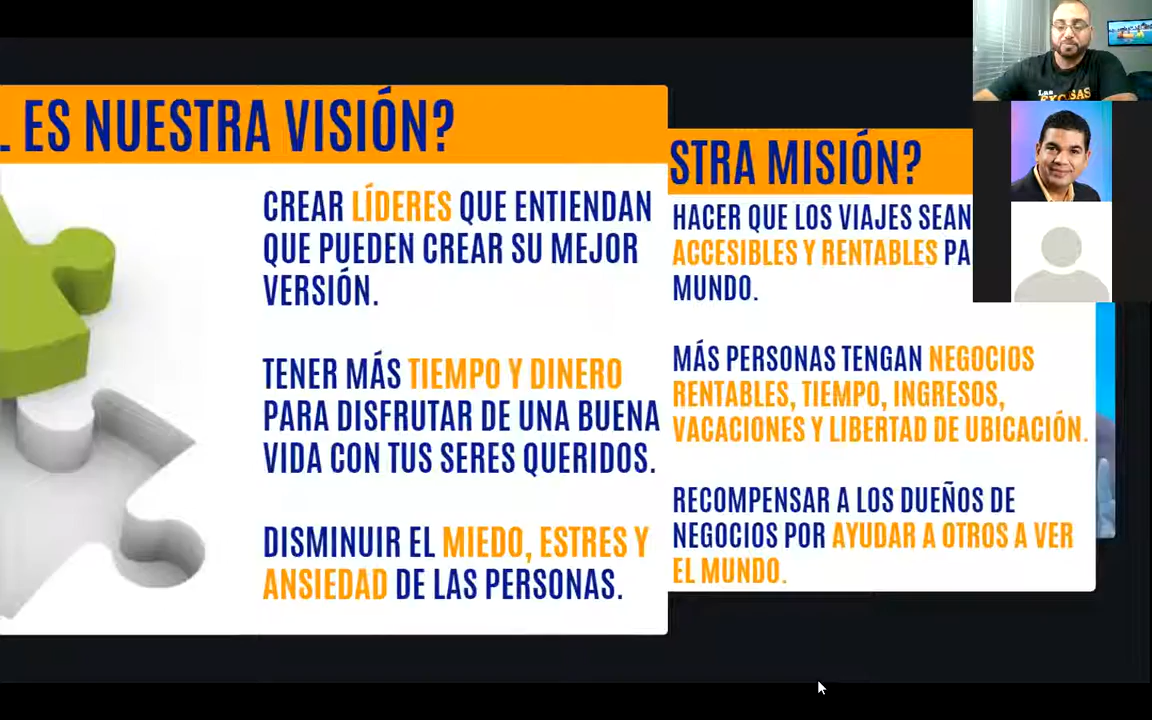 ES NUESTRA VISIÓN?
CREAR LÍDERES QUE ENTIENDAN
QUE PUEDEN CREAR SU MEJOR
VERSIÓN.
TENER MÁS TIEMPO Y DINERO
PARA DISFRUTAR DE UNA BUENA
VIDA CON TUS SERES QUERIDOS.
DISMINUIR EL MIEDO, ESTRES Y
ANSIEDAD DE LAS PERSONAS.
STRA MISIÓN?
HACER QUE LOS VIAJES SEAN
ACCESIBLES Y RENTABLES PA
MUNDO.
MÁS PERSONAS TENGAN NEGOCIOS
RENTABLES, TIEMPO, INGRESOS,
VACACIONES Y LIBERTAD DE UBICACIÓN.
RECOMPENSAR A LOS DUEÑOS DE
NEGOCIOS POR AYUDAR A OTROS A VER
EL MUNDO.